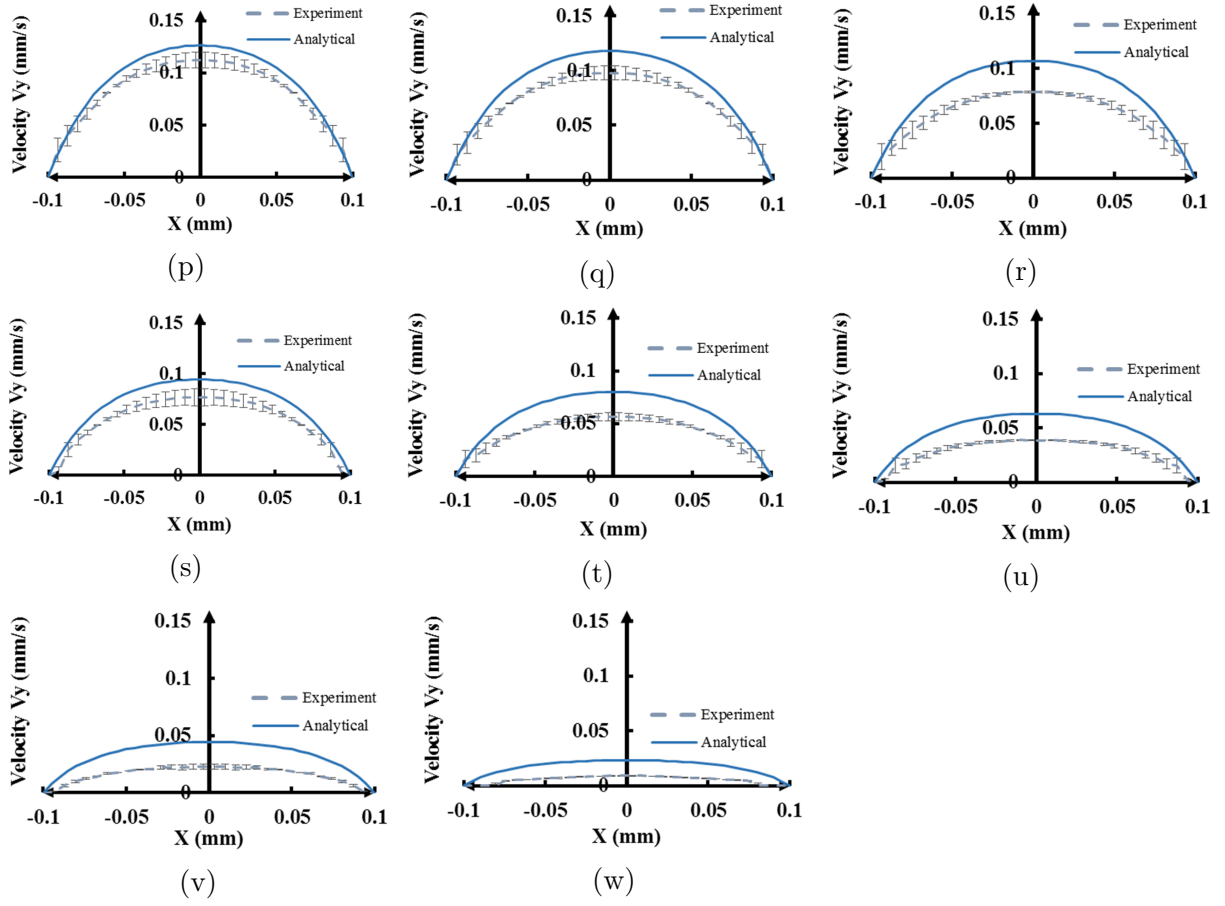 Velocity Vy (mm/s)
0.15
0.1
0.05
0
Experiment
Analytical
-0.1 -0.05 0 0.05 0.1
X (mm)
(p)
Velocity Vy (mm/s)
0.15
0.1
0.05
0
Experiment
Analytical
-0.1 -0.05 0 0.05 0.1
X (mm)
(q)
Velocity Vy (mm/s)
0.15
0.1
0.05
0
Experiment
Analytical
-0.1 -0.05 0 0.05 0.1
X (mm)
(r)
Velocity Vy (mm/s)
0.15
0.1
0.05
0
Experiment
Analytical
-0.1 -0.05 0 0.05 0.1
X (mm)
(s)
Velocity Vy (mm/s)
0.15
0.1
0.05
0
Experiment
Analytical
-0.1 -0.05 0 0.05 0.1
X (mm)
(t)
Velocity Vy (mm/s)
0.15
0.1
0.05
0
Experiment
Analytical
-0.1 -0.05 0 0.05 0.1
X (mm)
(u)
Velocity Vy (mm/s)
0.15
0.1
0.05
0
Experiment
Analytical
-0.1 -0.05 0 0.05 0.1
X (mm)
(v)
Velocity Vy (mm/s)
0.15
0.1
0.05
0
Experiment
Analytical
-0.1 -0.05 0 0.05 0.1
X (mm)
(w)